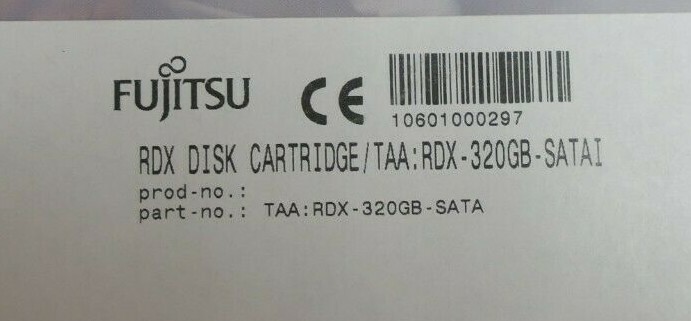 FUJITSU
CE
10601000297
RDX DISK CARTRIDGE/TAA:RDX-320GB-SATAI
prod-no.:
part-no.: TAA:RDX-320GB-SATA